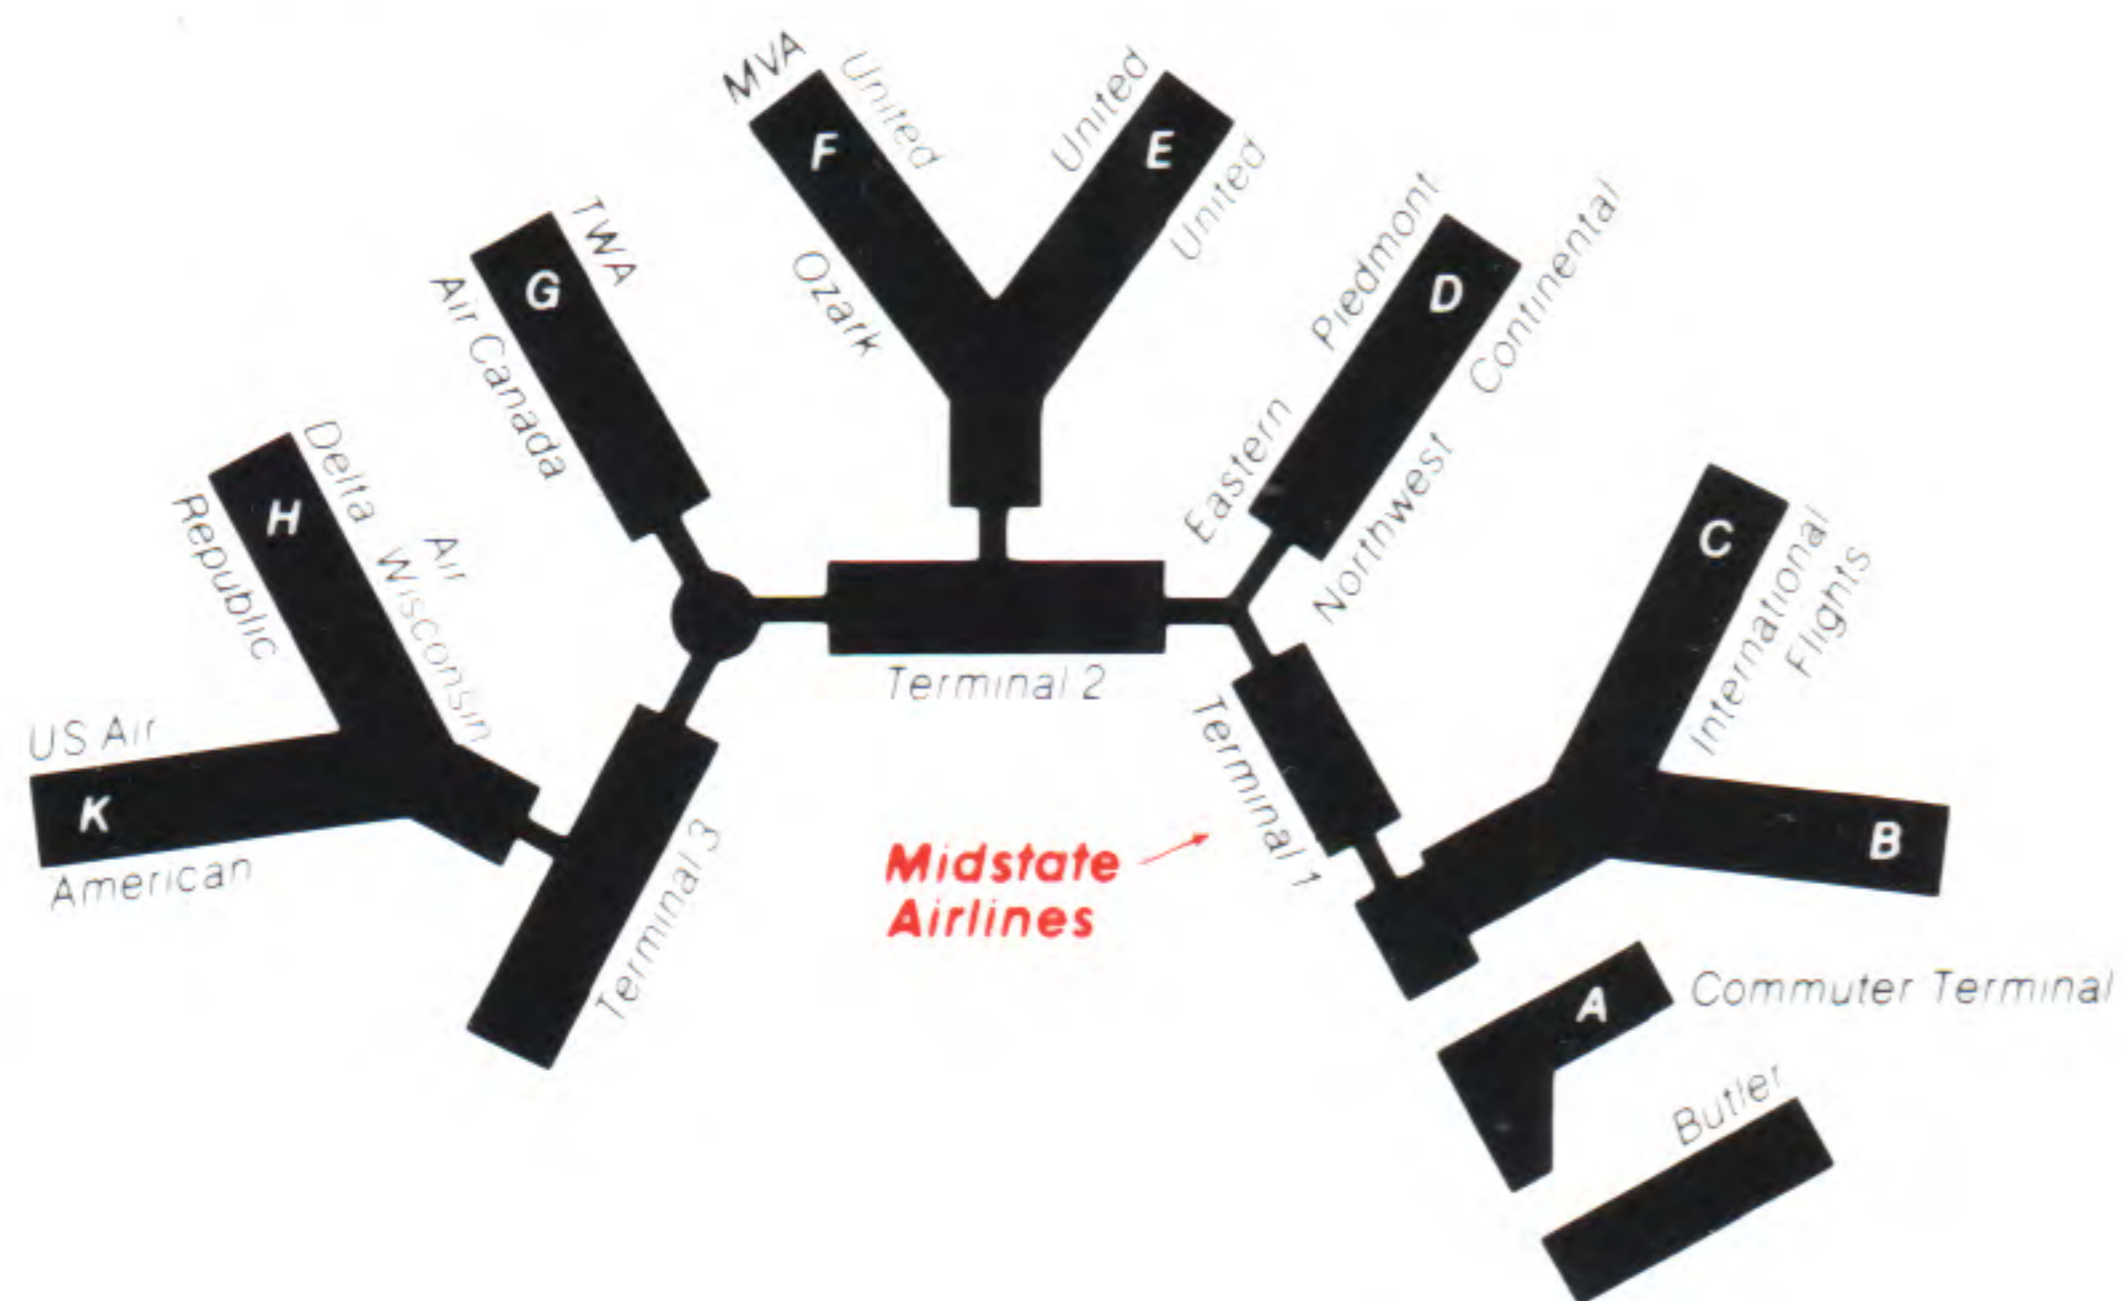 MVA
United
F
United
E
United
Ozark
TWA
G
Air Canada
Piedmont
D
Continental
Eastern
Northwest
Delta
H
Republic
Air
Wisconsin
C
International
Flights
US Air
K
American
Terminal 2
Terminal 3
Terminal 1
Midstate
Airlines
B
A
Commuter Terminal
Butler